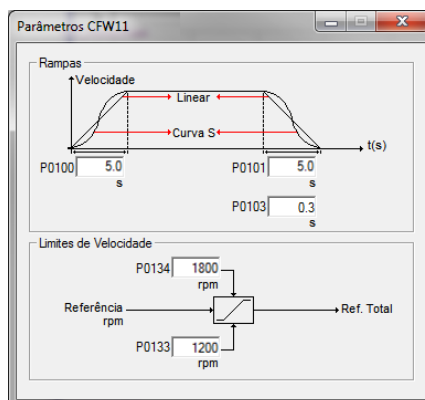 Parâmetros CFW11
Rampas
Velocidade
Linear
Curva S
t(s)
P0100 5.0 s
P0101 5.0 s
P0103 0.3 s
Limites de Velocidade
P0134 1800 rpm
Referência rpm
Ref. Total
P0133 1200 rpm